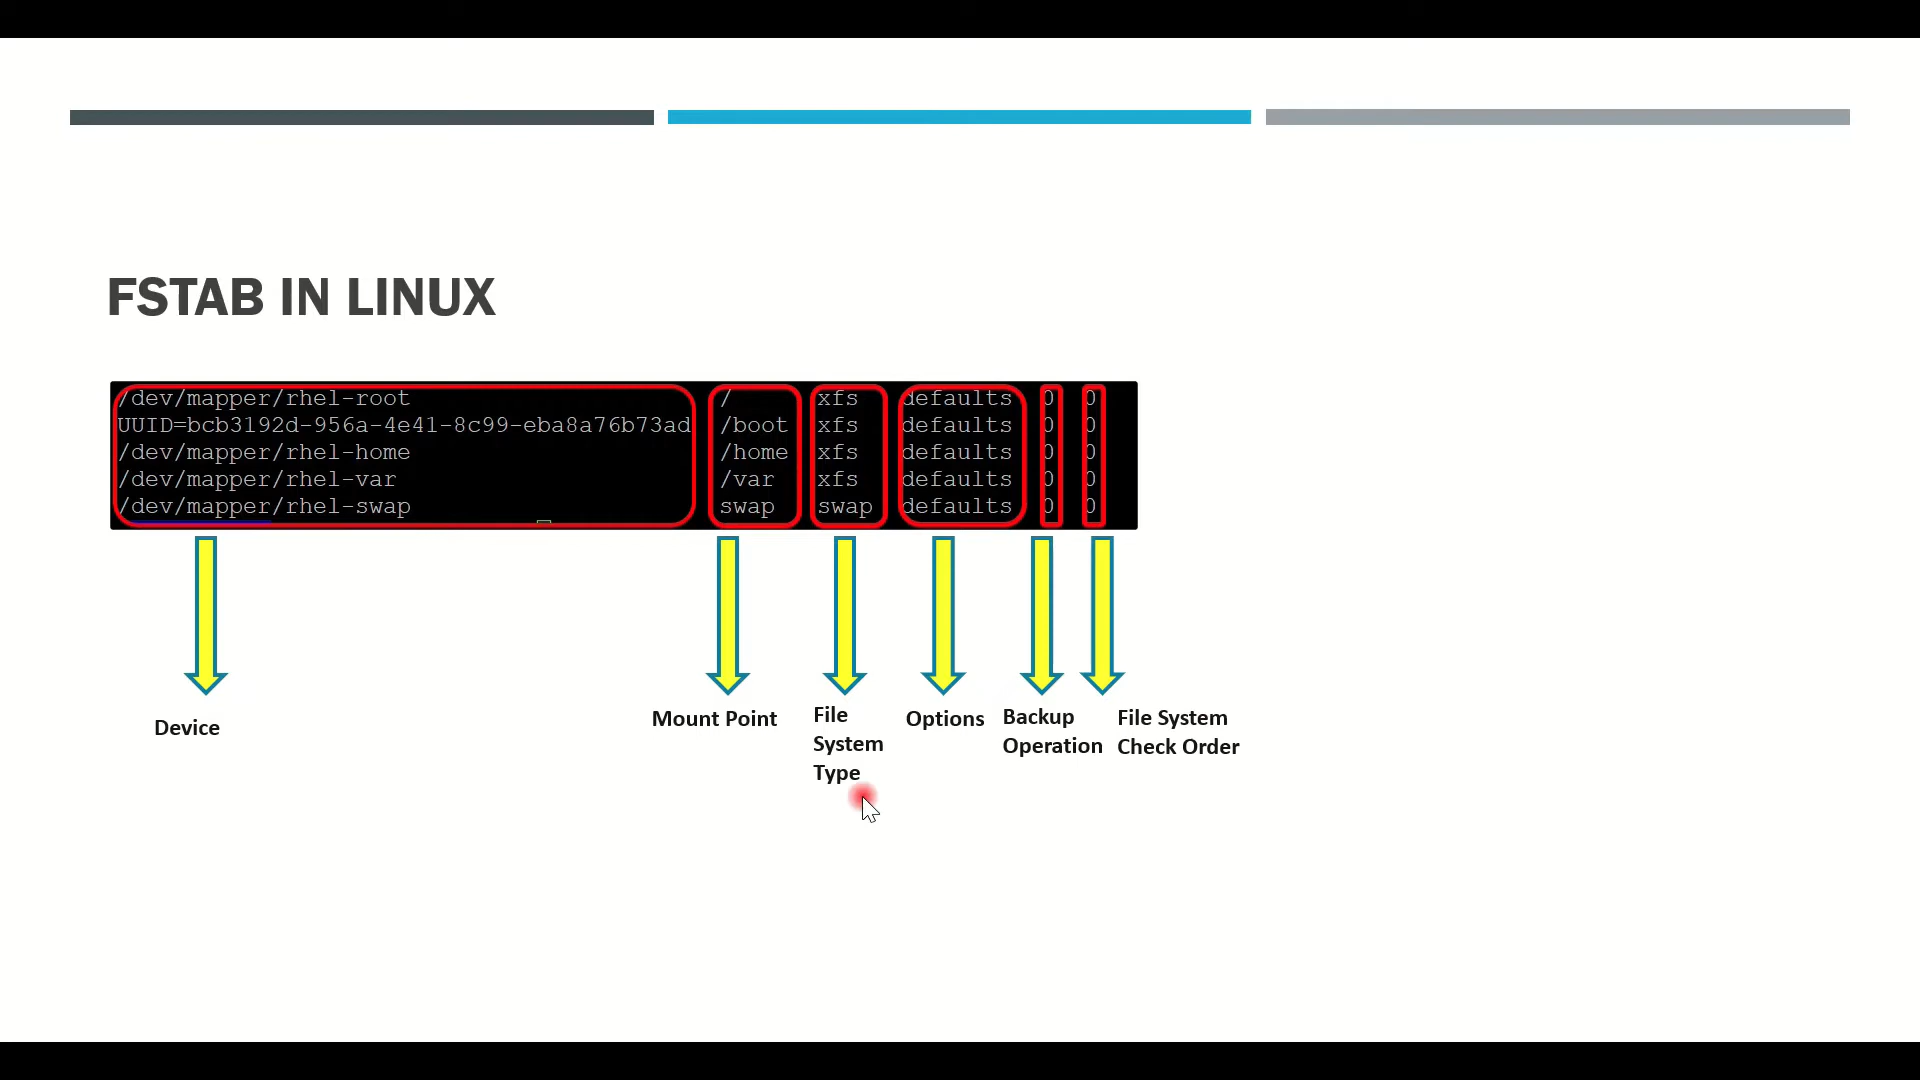 FSTAB IN LINUX
/dev/mapper/rhel-root / xfs defaults 0 0
UUID=bcb3192d-956a-4e41-8c99-eba8a76b73ad /boot xfs defaults 0 0
/dev/mapper/rhel-home /home xfs defaults 0 0
/dev/mapper/rhel-var /var xfs defaults 0 0
/dev/mapper/rhel-swap swap swap defaults 0 0
Device
Mount Point
File
System
Type
Options
Backup
Operation
File System
Check Order